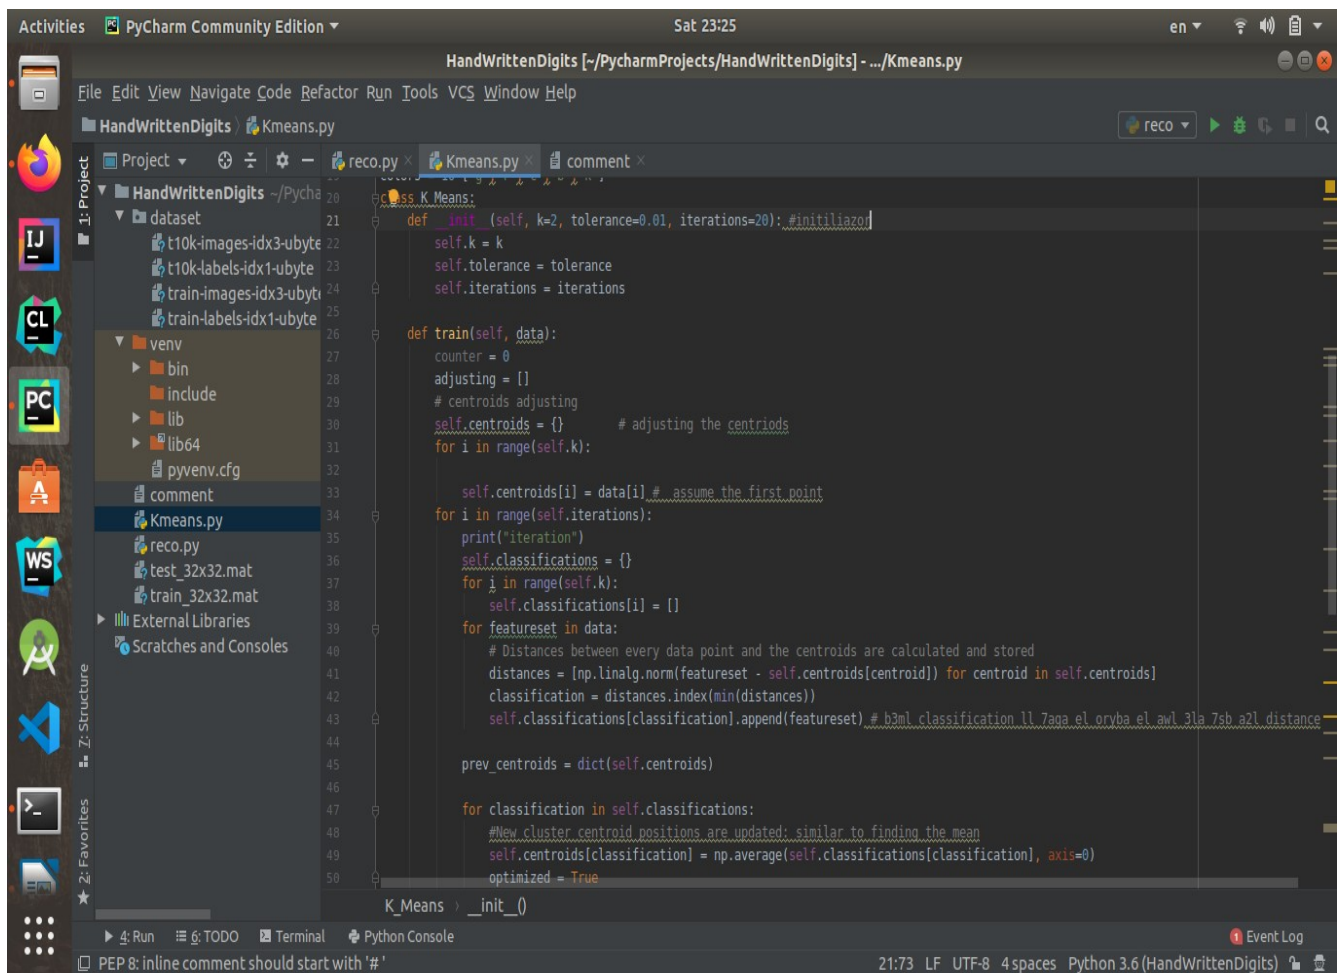 Activities PyCharm Community Edition Sat 23:25 en
HandWrittenDigits [~/PycharmProjects/HandWrittenDigits] - .../Kmeans.py
File Edit View Navigate Code Refactor Run Tools VCS Window Help
HandWrittenDigits Kmeans.py reco
Project reco.py Kmeans.py comment
1: Project
HandWrittenDigits ~/Pycha
dataset
t10k-images-idx3-ubyte
t10k-labels-idx1-ubyte
train-images-idx3-ubyt
train-labels-idx1-ubyte
venv
bin
include
lib
lib64
pyvenv.cfg
comment
Kmeans.py
reco.py
test_32x32.mat
train_32x32.mat
External Libraries
Scratches and Consoles
7: Structure
2: Favorites
IJ
CL
PC
WS
20 class K_Means:
21 def __init__(self, k=2, tolerance=0.01, iterations=20): #initiliazor
22 self.k = k
23 self.tolerance = tolerance
24 self.iterations = iterations
25
26 def train(self, data):
27 counter = 0
28 adjusting = []
29 # centroids adjusting
30 self.centroids = {} # adjusting the centriods
31 for i in range(self.k):
32
33 self.centroids[i] = data[i] # assume the first point
34 for i in range(self.iterations):
35 print("iteration")
36 self.classifications = {}
37 for i in range(self.k):
38 self.classifications[i] = []
39 for featureset in data:
40 # Distances between every data point and the centroids are calculated and stored
41 distances = [np.linalg.norm(featureset - self.centroids[centroid]) for centroid in self.centroids]
42 classification = distances.index(min(distances))
43 self.classifications[classification].append(featureset) # b3ml classification ll 7aga el oryba el awl 3la 7sb a2l distance
44
45 prev_centroids = dict(self.centroids)
46
47 for classification in self.classifications:
48 #New cluster centroid positions are updated: similar to finding the mean
49 self.centroids[classification] = np.average(self.classifications[classification], axis=0)
50 optimized = True
K_Means __init__()
4: Run 6: TODO Terminal Python Console 1 Event Log
PEP 8: inline comment should start with '# ' 21:73 LF UTF-8 4 spaces Python 3.6 (HandWrittenDigits)